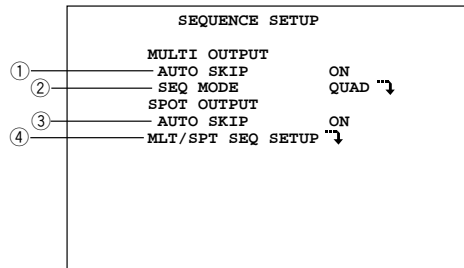 SEQUENCE SETUP
MULTI OUTPUT
① AUTO SKIP ON
② SEQ MODE QUAD
SPOT OUTPUT
③ AUTO SKIP ON
④ MLT/SPT SEQ SETUP